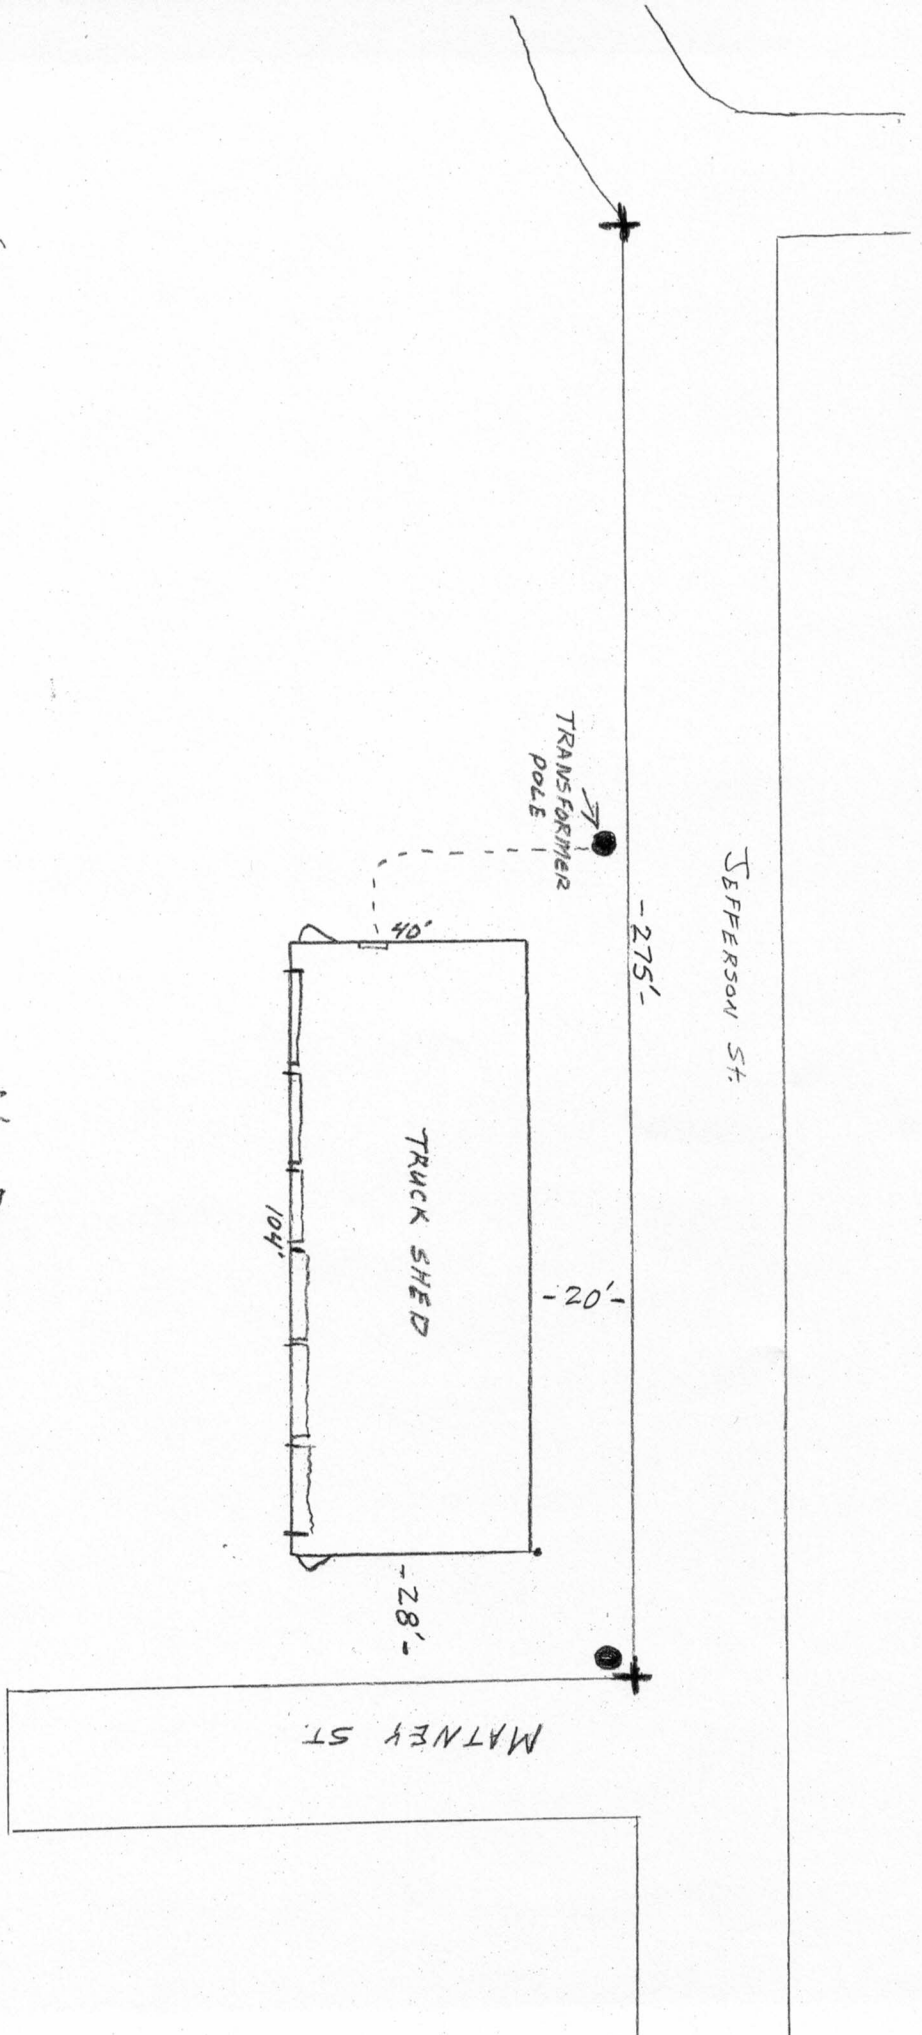 JEFFERSON St.
-275'-
TRANSFORMER
POLE
40'
-20'-
TRUCK SHED
104'
-28'-
MATNEY ST.